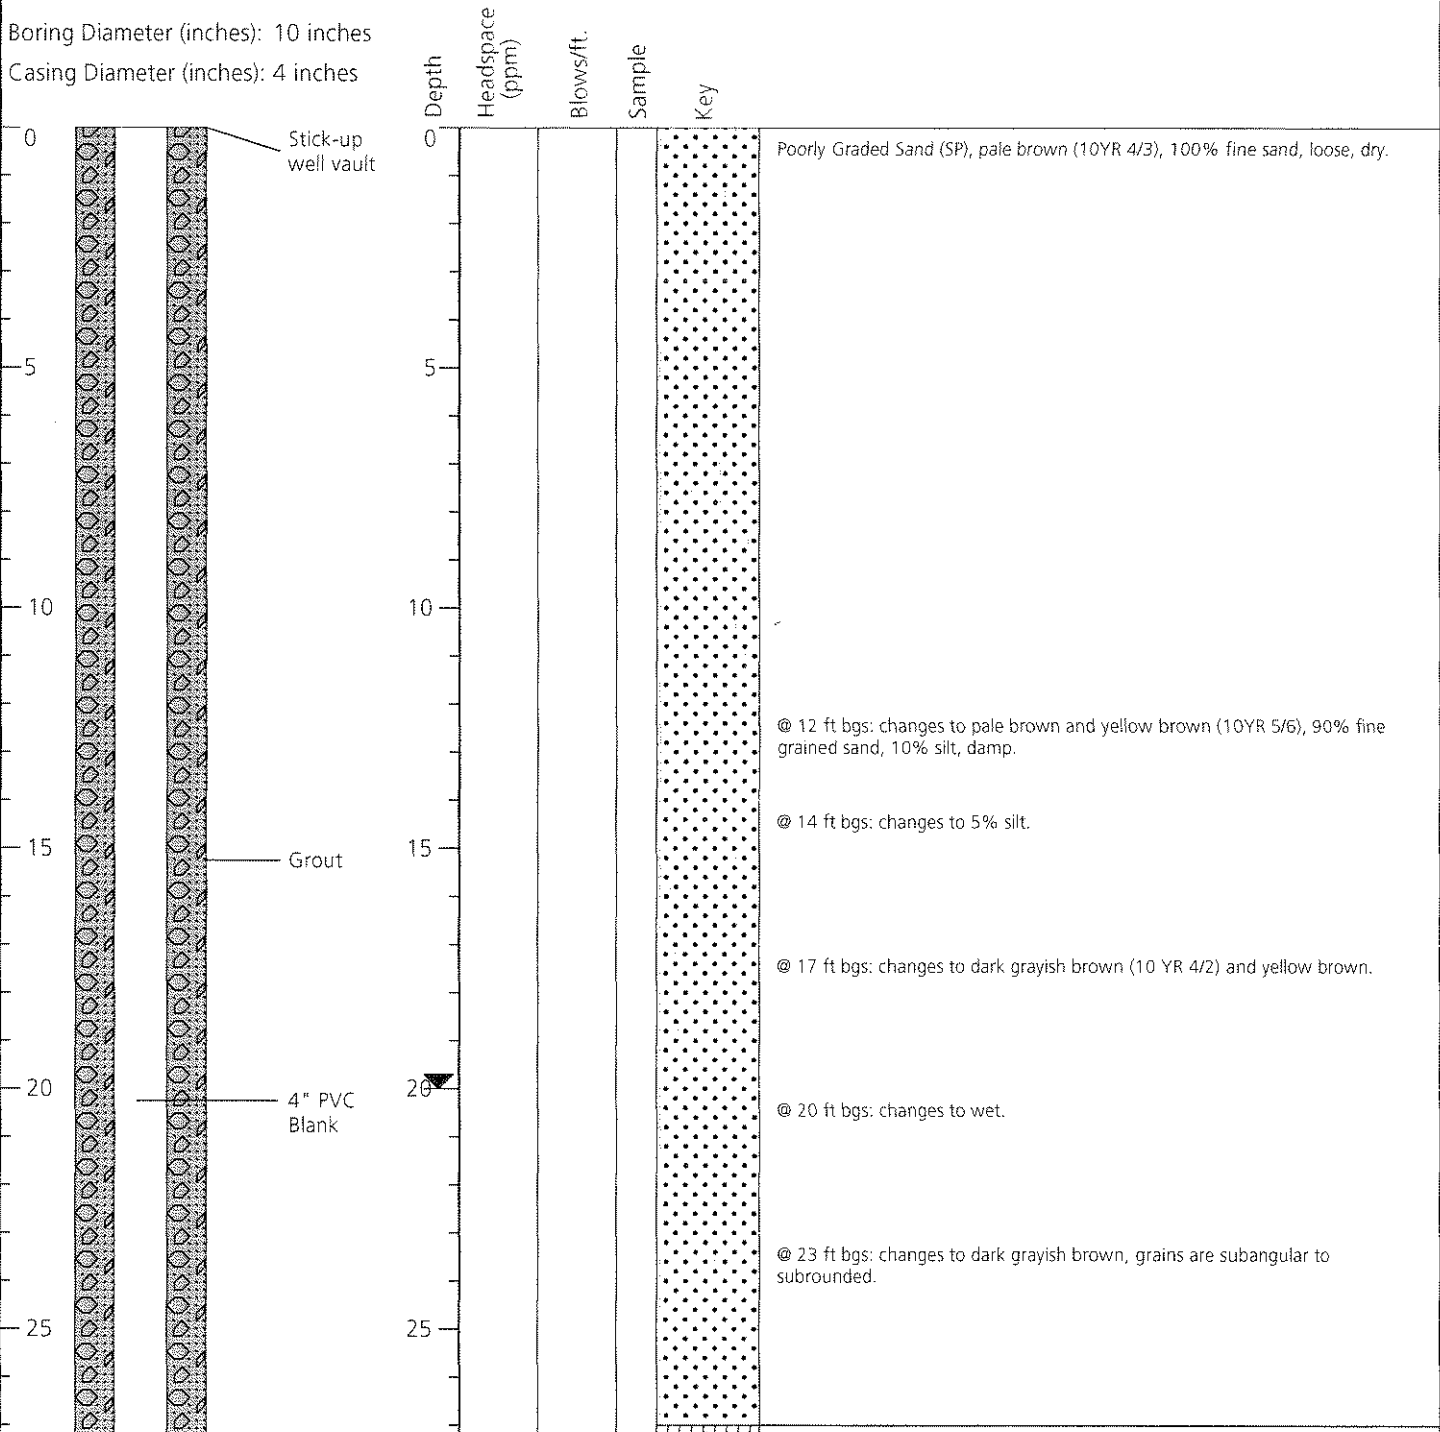 Boring Diameter (inches): 10 inches
Casing Diameter (inches): 4 inches
Depth
Headspace
(ppm)
Blows/ft.
Sample
Key
0
Stick-up
well vault
0
Poorly Graded Sand (SP), pale brown (10YR 4/3), 100% fine sand, loose, dry.
5
5
10
10
@ 12 ft bgs: changes to pale brown and yellow brown (10YR 5/6), 90% fine
grained sand, 10% silt, damp.
@ 14 ft bgs: changes to 5% silt.
15
Grout
15
@ 17 ft bgs: changes to dark grayish brown (10 YR 4/2) and yellow brown.
20
4" PVC
Blank
20
@ 20 ft bgs: changes to wet.
@ 23 ft bgs: changes to dark grayish brown, grains are subangular to
subrounded.
25
25